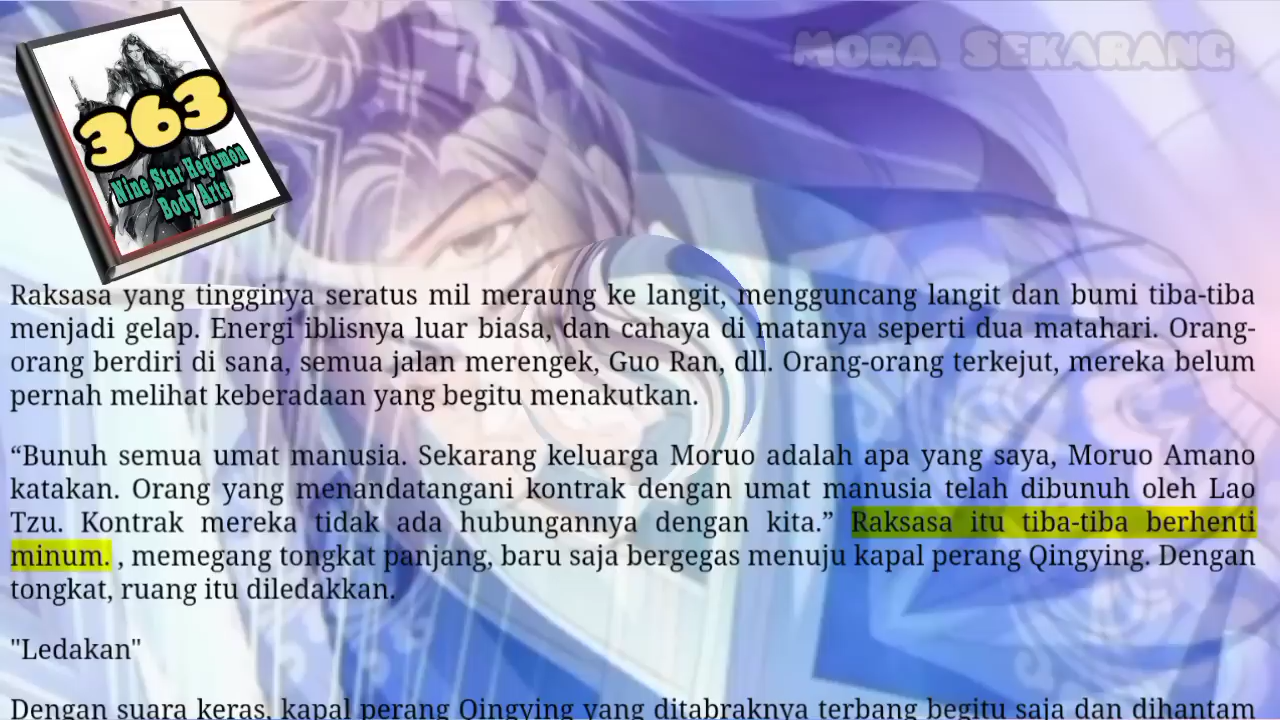 Mora Sekarang
363
Nine Star Hegemon
Body Arts
Raksasa yang tingginya seratus mil meraung ke langit, mengguncang langit dan bumi tiba-tiba
menjadi gelap. Energi iblisnya luar biasa, dan cahaya di matanya seperti dua matahari. Orang-
orang berdiri di sana, semua jalan merengek, Guo Ran, dll. Orang-orang terkejut, mereka belum
pernah melihat keberadaan yang begitu menakutkan.
“Bunuh semua umat manusia. Sekarang keluarga Moruo adalah apa yang saya, Moruo Amano
katakan. Orang yang menandatangani kontrak dengan umat manusia telah dibunuh oleh Lao
Tzu. Kontrak mereka tidak ada hubungannya dengan kita.” Raksasa itu tiba-tiba berhenti
minum. , memegang tongkat panjang, baru saja bergegas menuju kapal perang Qingying. Dengan
tongkat, ruang itu diledakkan.
"Ledakan"
Dengan suara keras, kapal perang Qingying yang ditabraknya terbang begitu saja dan dihantam